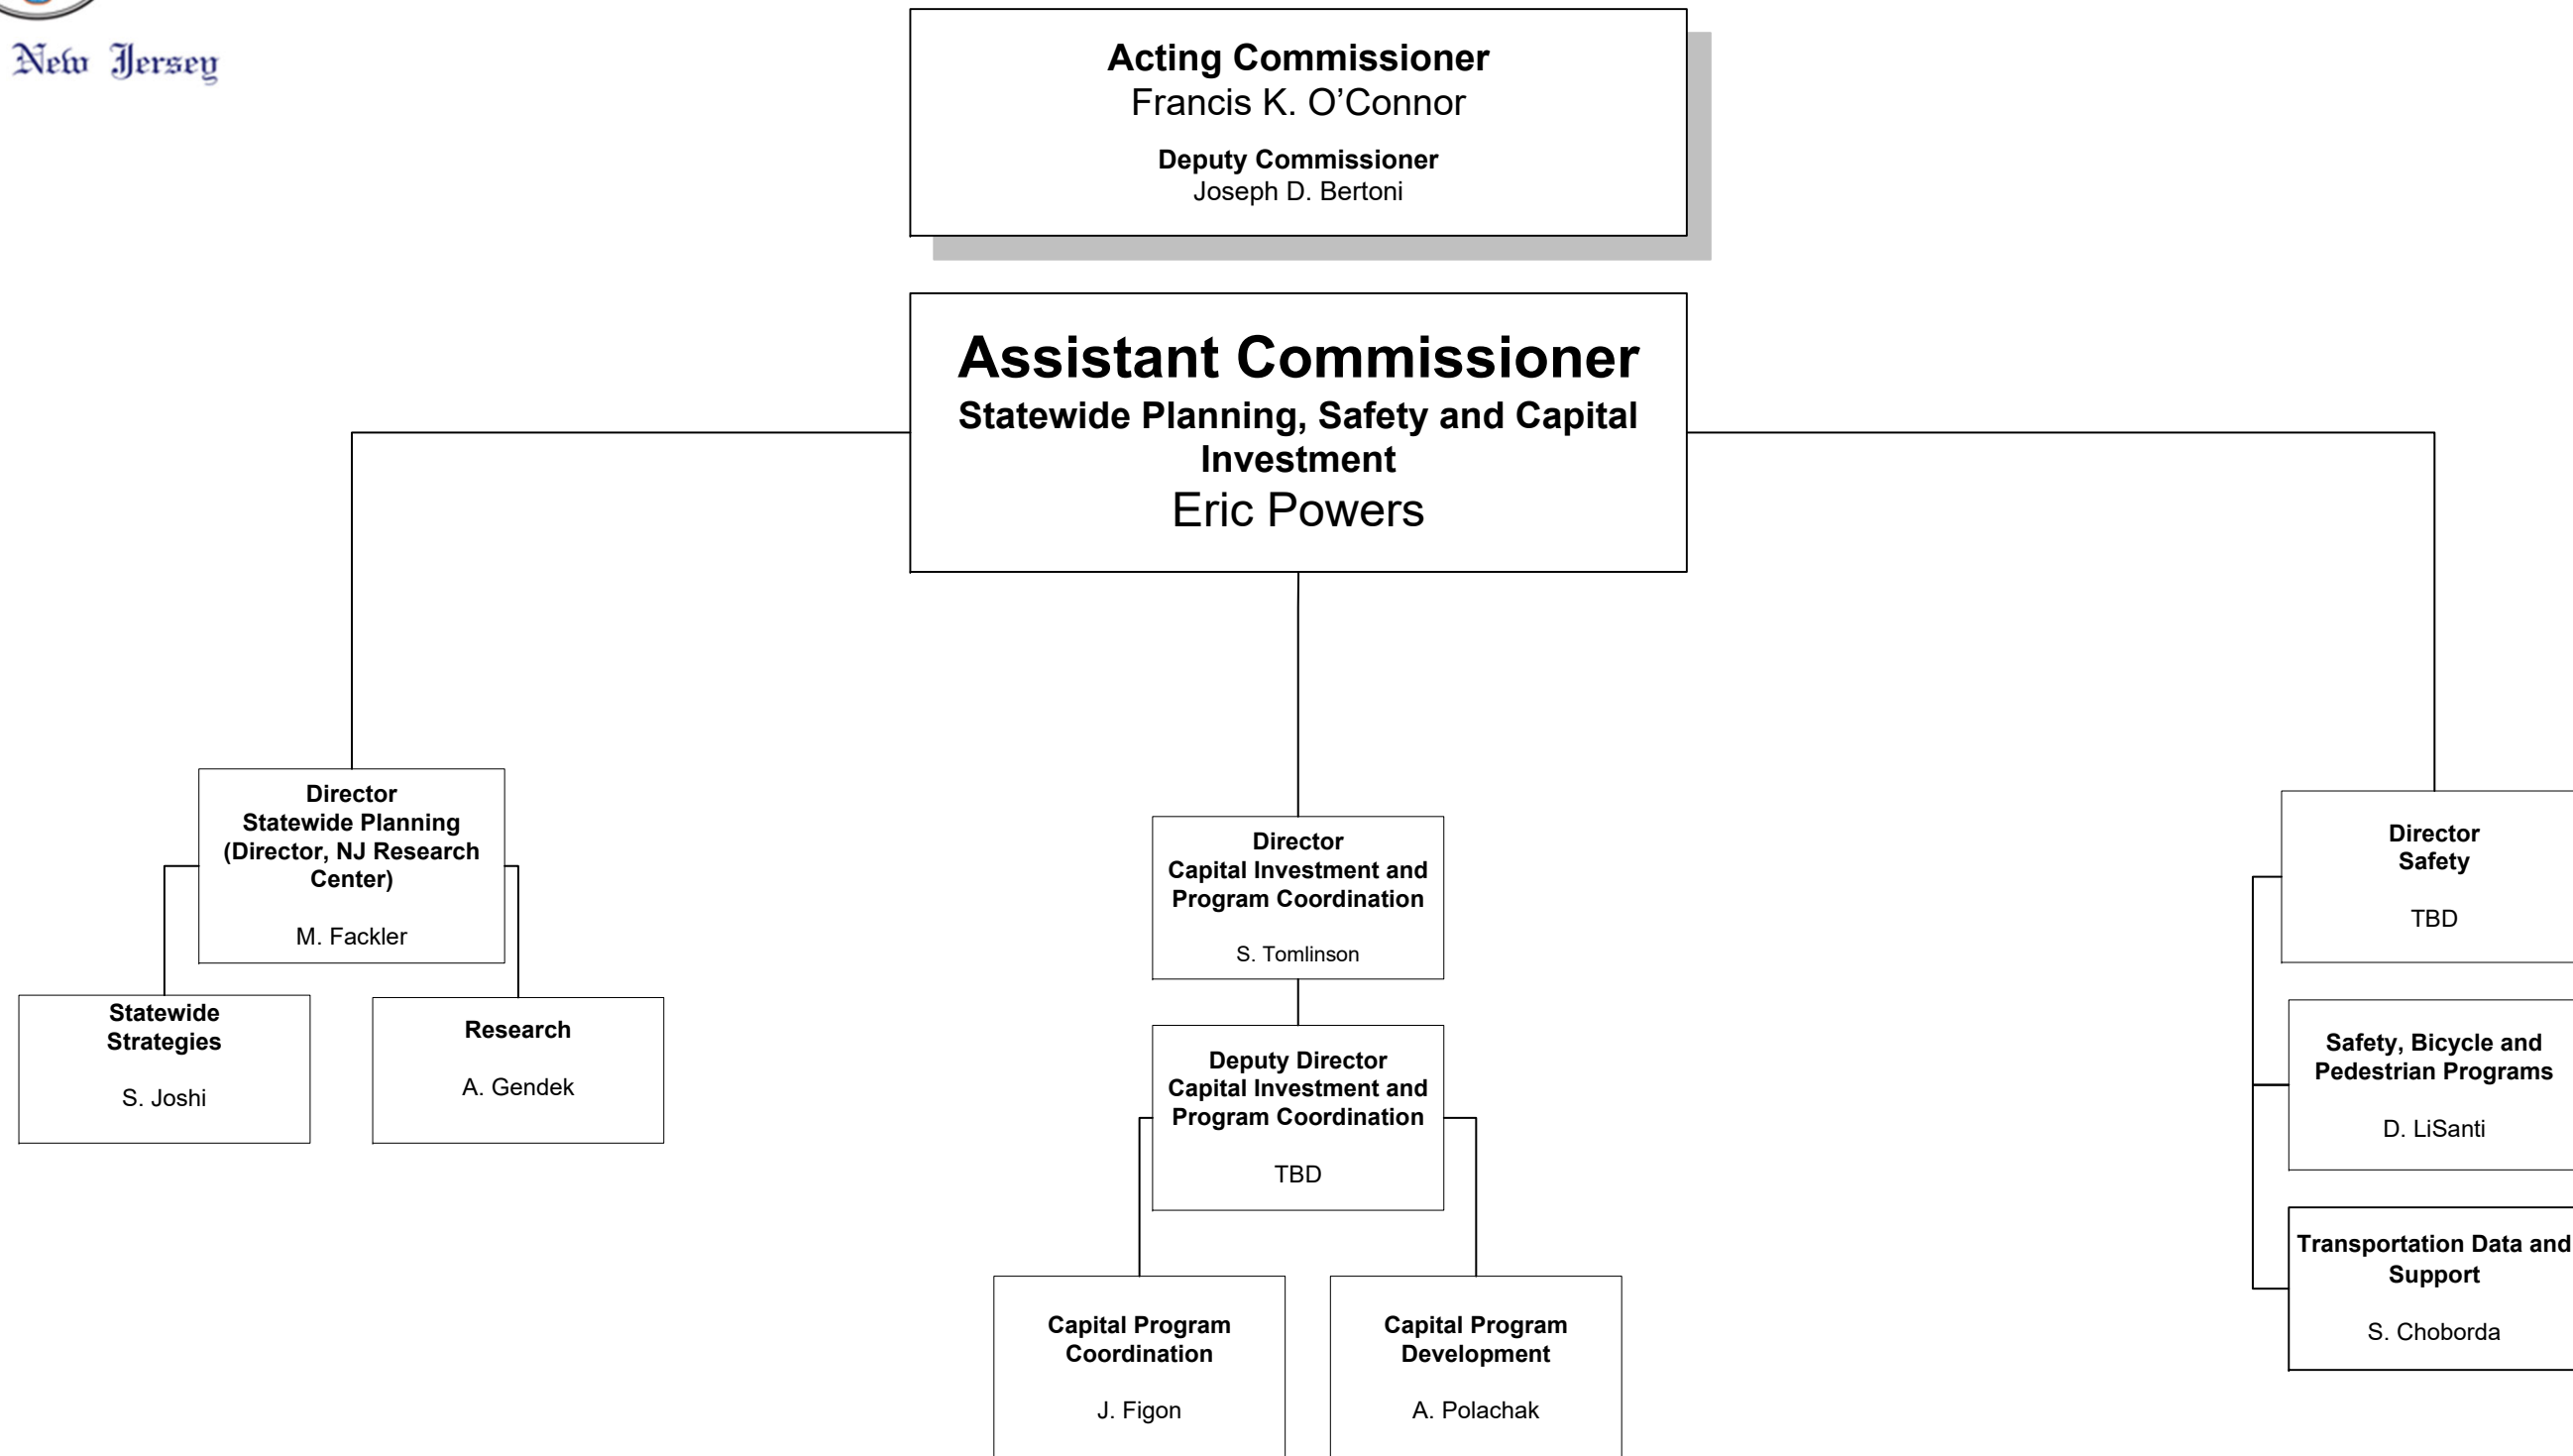 New Jersey
Acting Commissioner
Francis K. O’Connor
Deputy Commissioner
Joseph D. Bertoni
Assistant Commissioner
Statewide Planning, Safety and Capital
Investment
Eric Powers
Director
Statewide Planning
(Director, NJ Research
Center)
M. Fackler
Statewide
Strategies
S. Joshi
Research
A. Gendek
Director
Capital Investment and
Program Coordination
S. Tomlinson
Deputy Director
Capital Investment and
Program Coordination
TBD
Capital Program
Coordination
J. Figon
Capital Program
Development
A. Polachak
Director
Safety
TBD
Safety, Bicycle and
Pedestrian Programs
D. LiSanti
Transportation Data and
Support
S. Choborda